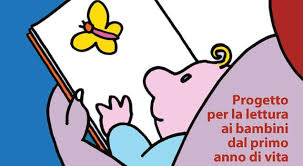 Progetto
per la lettura
ai bambini
dal primo
anno di vita